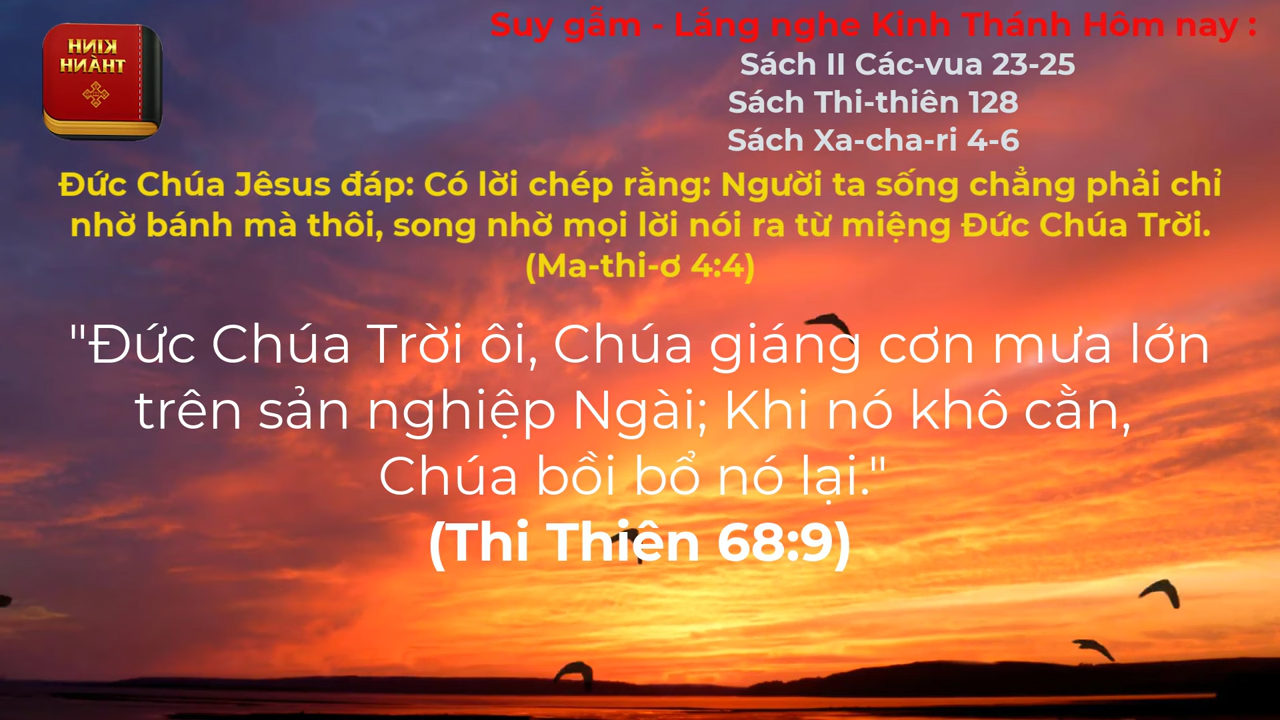 KINH
THÁNH
Suy gẫm - Lắng nghe Kinh Thánh Hôm nay :
Sách II Các-vua 23-25
Sách Thi-thiên 128
Sách Xa-cha-ri 4-6
Đức Chúa Jêsus đáp: Có lời chép rằng: Người ta sống chẳng phải chỉ
nhờ bánh mà thôi, song nhờ mọi lời nói ra từ miệng Đức Chúa Trời.
(Ma-thi-ơ 4:4)
"Đức Chúa Trời ôi, Chúa giáng cơn mưa lớn
trên sản nghiệp Ngài; Khi nó khô cằn,
Chúa bồi bổ nó lại."
(Thi Thiên 68:9)